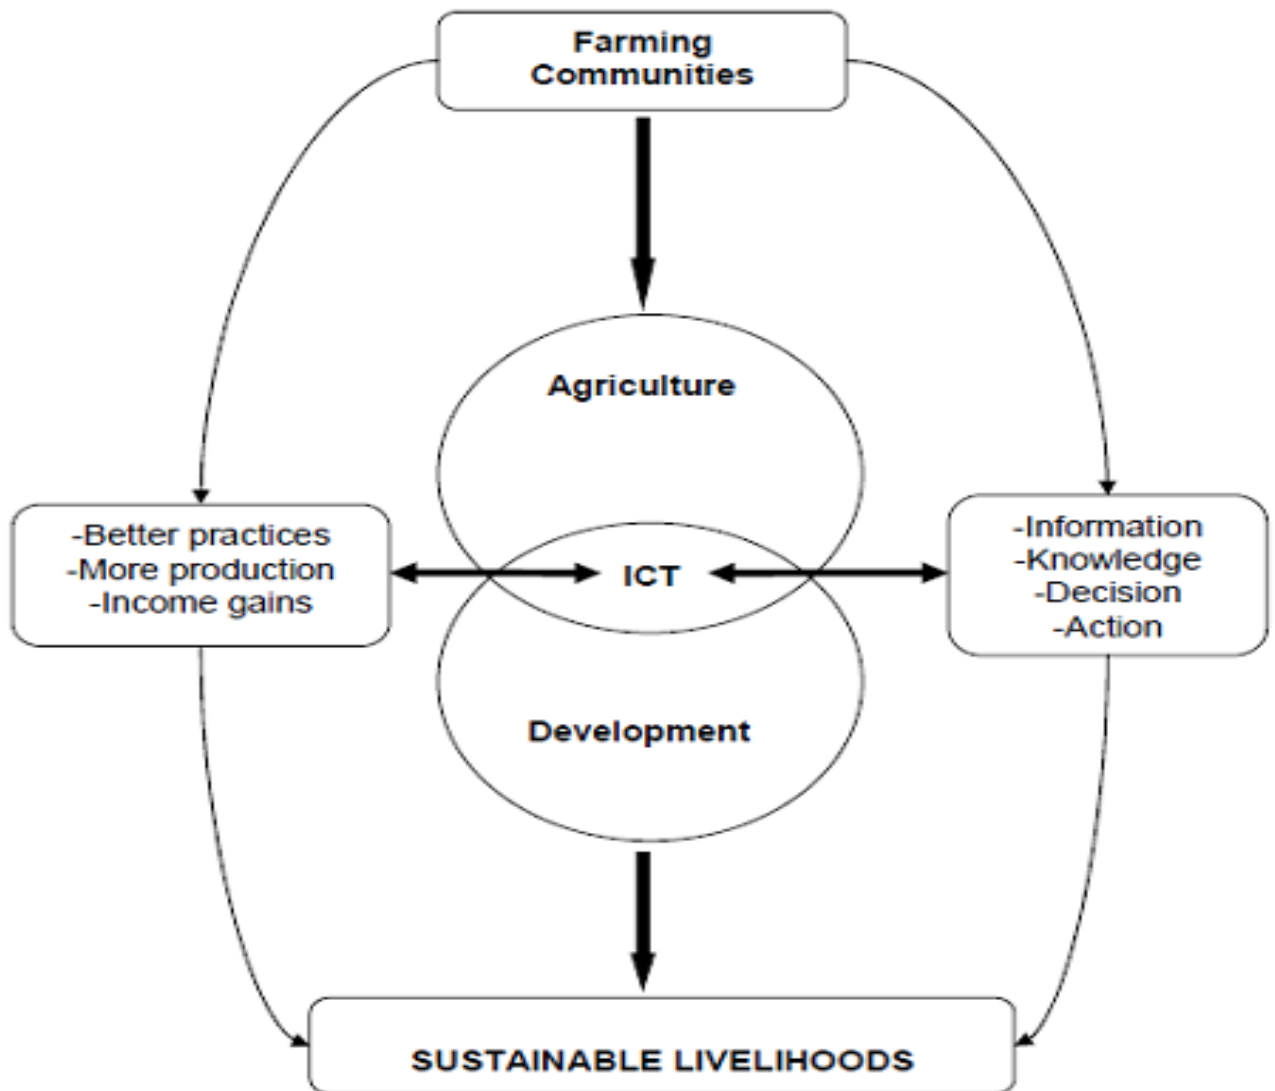 Farming
Communities
Agriculture
-Better practices
-More production
-Income gains
ICT
-Information
-Knowledge
-Decision
-Action
Development
SUSTAINABLE LIVELIHOODS